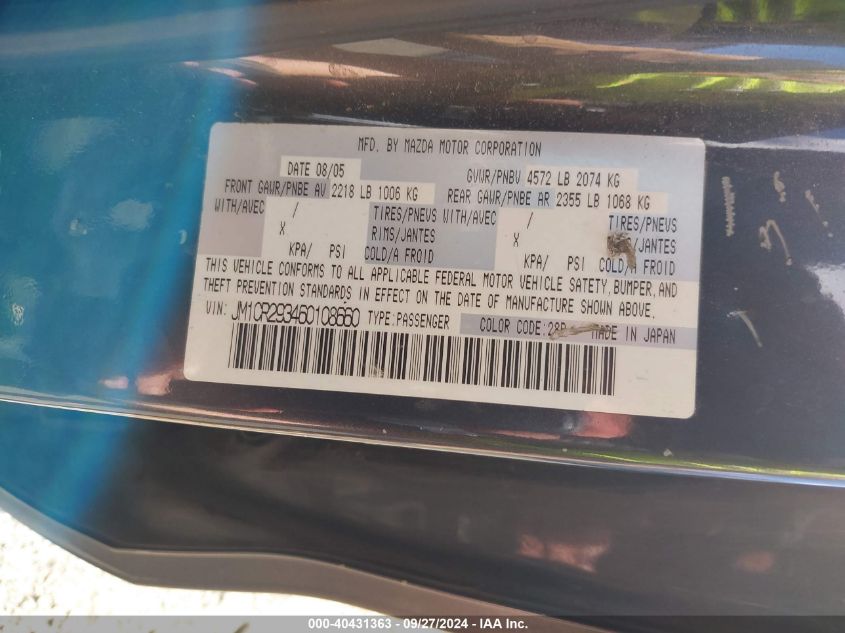 MFD. BY MAZDA MOTOR CORPORATION
DATE 08/05 GVWR/PNBV 4572 LB 2074 KG
FRONT GAWR/PNBE AV 2218 LB 1006 KG REAR GAWR/PNBE AR 2355 LB 1068 KG
WITH/AVEC / TIRES/PNEUS WITH/AVEC / TIRES/PNEUS
X RIMS/JANTES X /JANTES
KPA/ PSI COLD/A FROID KPA/ PSI COLD/A FROID
THIS VEHICLE CONFORMS TO ALL APPLICABLE FEDERAL MOTOR VEHICLE SAFETY, BUMPER, AND
THEFT PREVENTION STANDARDS IN EFFECT ON THE DATE OF MANUFACTURE SHOWN ABOVE.
VIN: JM1CR293460108660 TYPE:PASSENGER COLOR CODE:28P MADE IN JAPAN
000-40431363 - 09/27/2024 - IAA Inc.